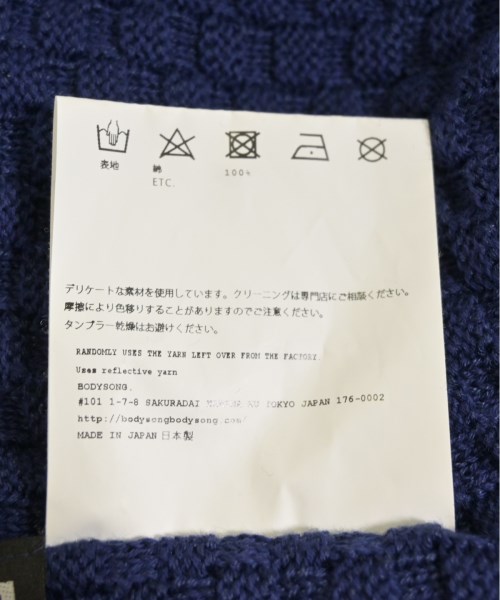 表地
綿
100%
ETC.
デリケートな素材を使用しています。クリーニングは専門店にご相談ください。
摩擦により色移りすることがありますのでご注意ください。
タンブラー乾燥はお避けください。
RANDOMLY USES THE YARN LEFT OVER FROM THE FACTORY.
Uses reflective yarn
BODYSONG.
#101 1-7-8 SAKURADAI TOKYO JAPAN 176-0002
http://bodysongbodysong.com/
MADE IN JAPAN 日本製